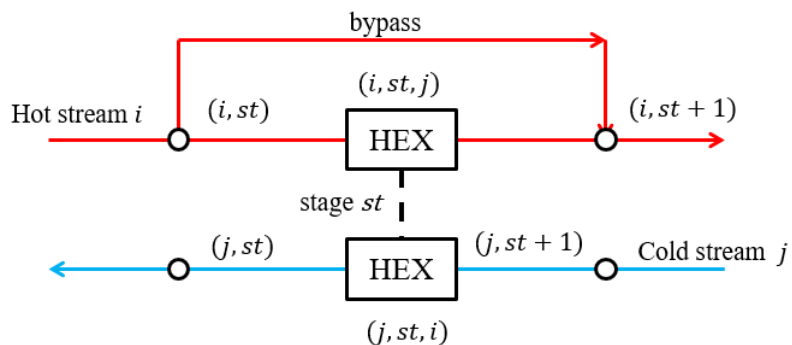 bypass
(i, st, j)
Hot stream i
(i, st)
(i, st + 1)
HEX
stage st
(j, st)
(j, st + 1)
Cold stream j
HEX
(j, st, i)